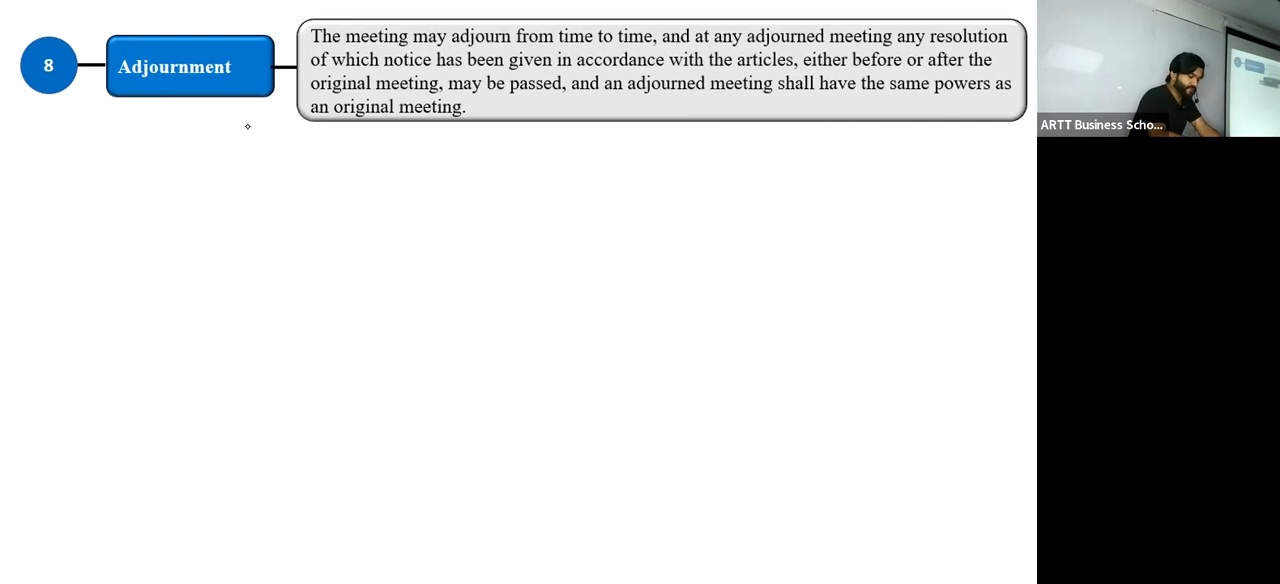 8
Adjournment
The meeting may adjourn from time to time, and at any adjourned meeting any resolution
of which notice has been given in accordance with the articles, either before or after the
original meeting, may be passed, and an adjourned meeting shall have the same powers as
an original meeting.
ARTT Business Scho...